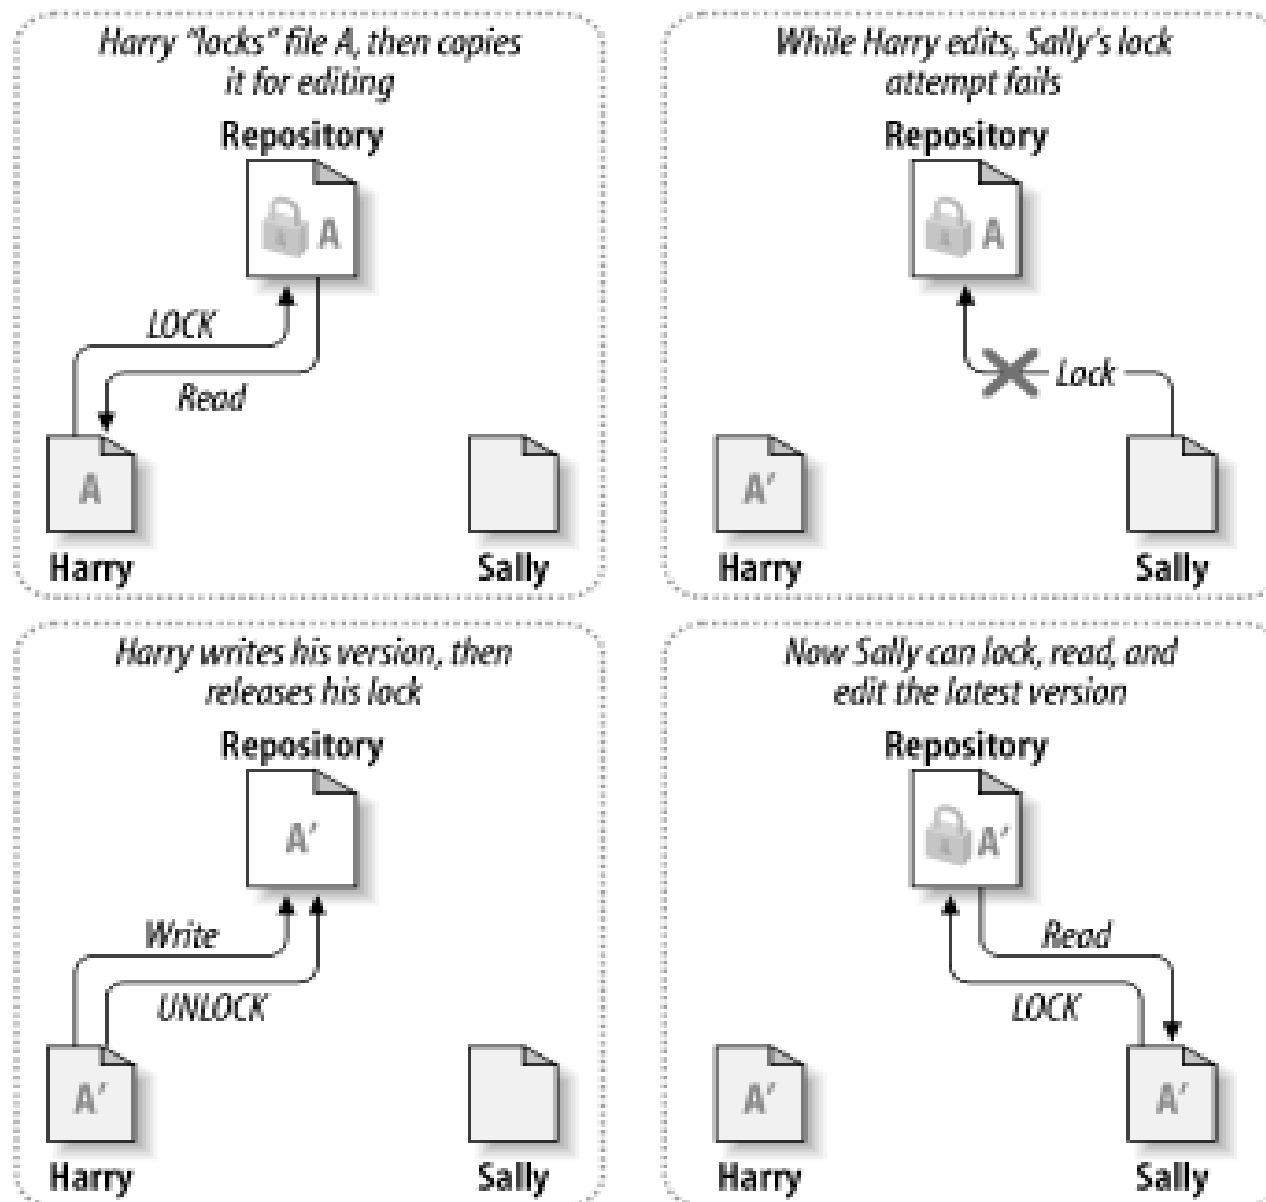 Harry “locks” file A, then copies
it for editing
Repository
A
LOCK
Read
A
Harry
Sally
While Harry edits, Sally’s lock
attempt fails
Repository
A
Lock
A′
Harry
Sally
Harry writes his version, then
releases his lock
Repository
A′
Write
UNLOCK
A′
Harry
Sally
Now Sally can lock, read, and
edit the latest version
Repository
A′
Read
LOCK
A′
A′
Harry
Sally